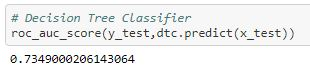 # Decision Tree Classifier
roc_auc_score(y_test,dtc.predict(x_test))
0.7349000206143064